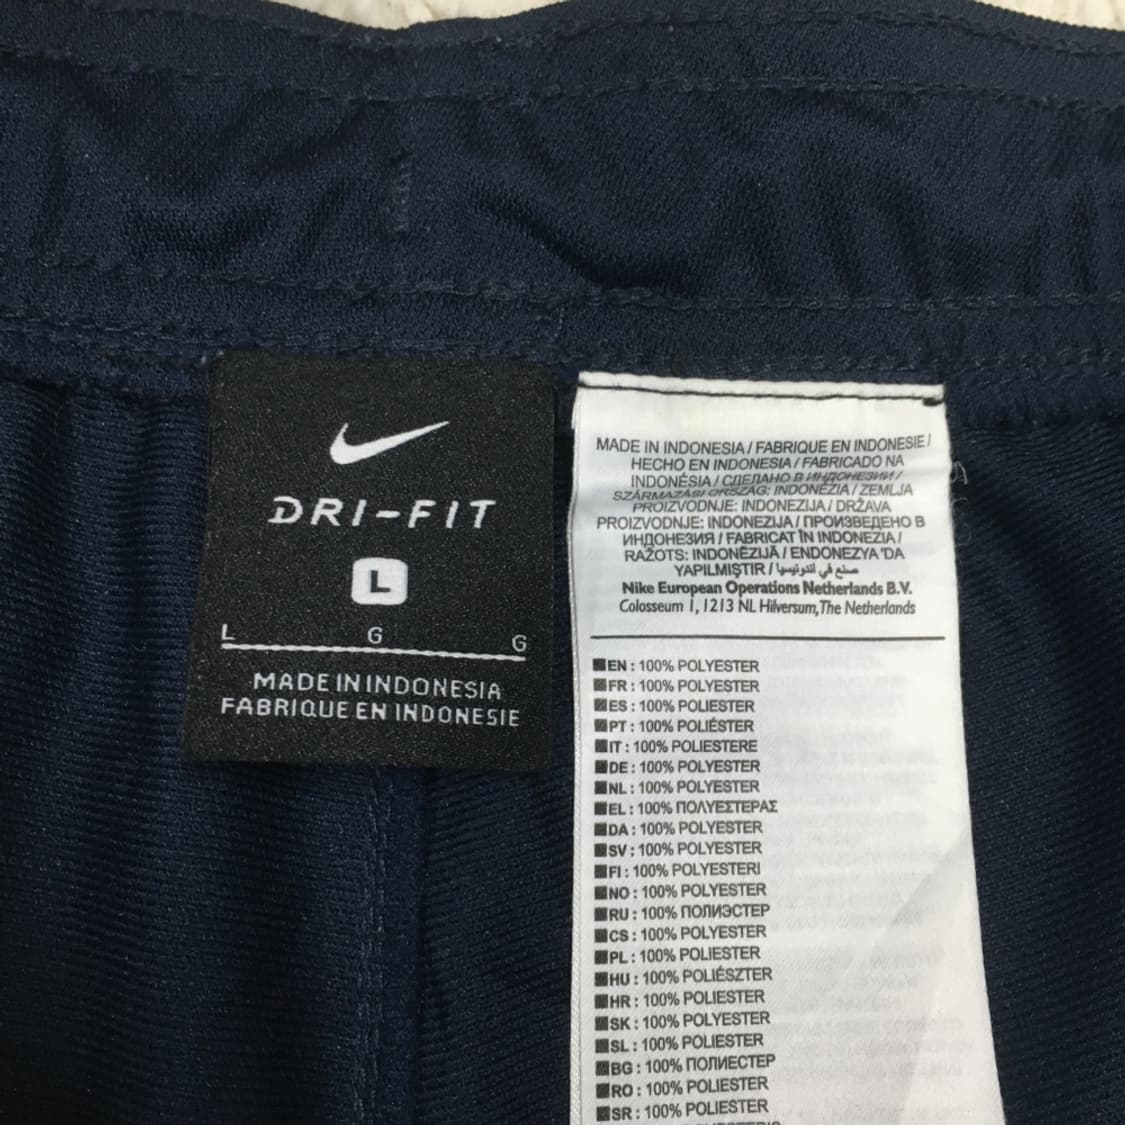 DRI-FIT
L
L G G
MADE IN INDONESIA
FABRIQUE EN INDONESIE
MADE IN INDONESIA / FABRIQUE EN INDONESIE /
HECHO EN INDONESIA / FABRICADO NA
INDONÉSIA / СДЕЛАНО В ИНДОНЕЗИИ /
SZÁRMAZÁSI ORSZÁG: INDONÉZIA / ZEMLJA
PROIZVODNJE: INDONEZIJA / DRŽAVA
PROIZVODNJE: INDONEZIJA / ПРОИЗВЕДЕНО В
ИНДОНЕЗИЯ / FABRICAT ÎN INDONEZIA /
RAŽOTS: INDONĒZIJĀ / ENDONEZYA'DA
YAPILMIŞTIR / صنع في اندونيسيا
Nike European Operations Netherlands B.V.
Colosseum 1, 1213 NL Hilversum, The Netherlands
EN : 100% POLYESTER
FR : 100% POLYESTER
ES : 100% POLIESTER
PT : 100% POLIÉSTER
IT : 100% POLIESTERE
DE : 100% POLYESTER
NL : 100% POLYESTER
EL : 100% ΠΟΛΥΕΣΤΕΡΑΣ
DA : 100% POLYESTER
SV : 100% POLYESTER
FI : 100% POLYESTERI
NO : 100% POLYESTER
RU : 100% ПОЛИЭСТЕР
CS : 100% POLYESTER
PL : 100% POLIESTER
HU : 100% POLIÉSZTER
HR : 100% POLIESTER
SK : 100% POLYESTER
SL : 100% POLIESTER
BG : 100% ПОЛИЕСТЕР
RO : 100% POLIESTER
SR : 100% POLIESTER